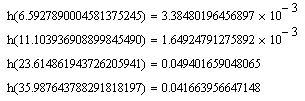 h(6.5927890004581375245) = 3.38480196456897 × 10⁻³
h(11.103936908899845490) = 1.64924791275892 × 10⁻³
h(23.614861943726205941) = 0.049401659048065
h(35.987643788291818197) = 0.041663956647148